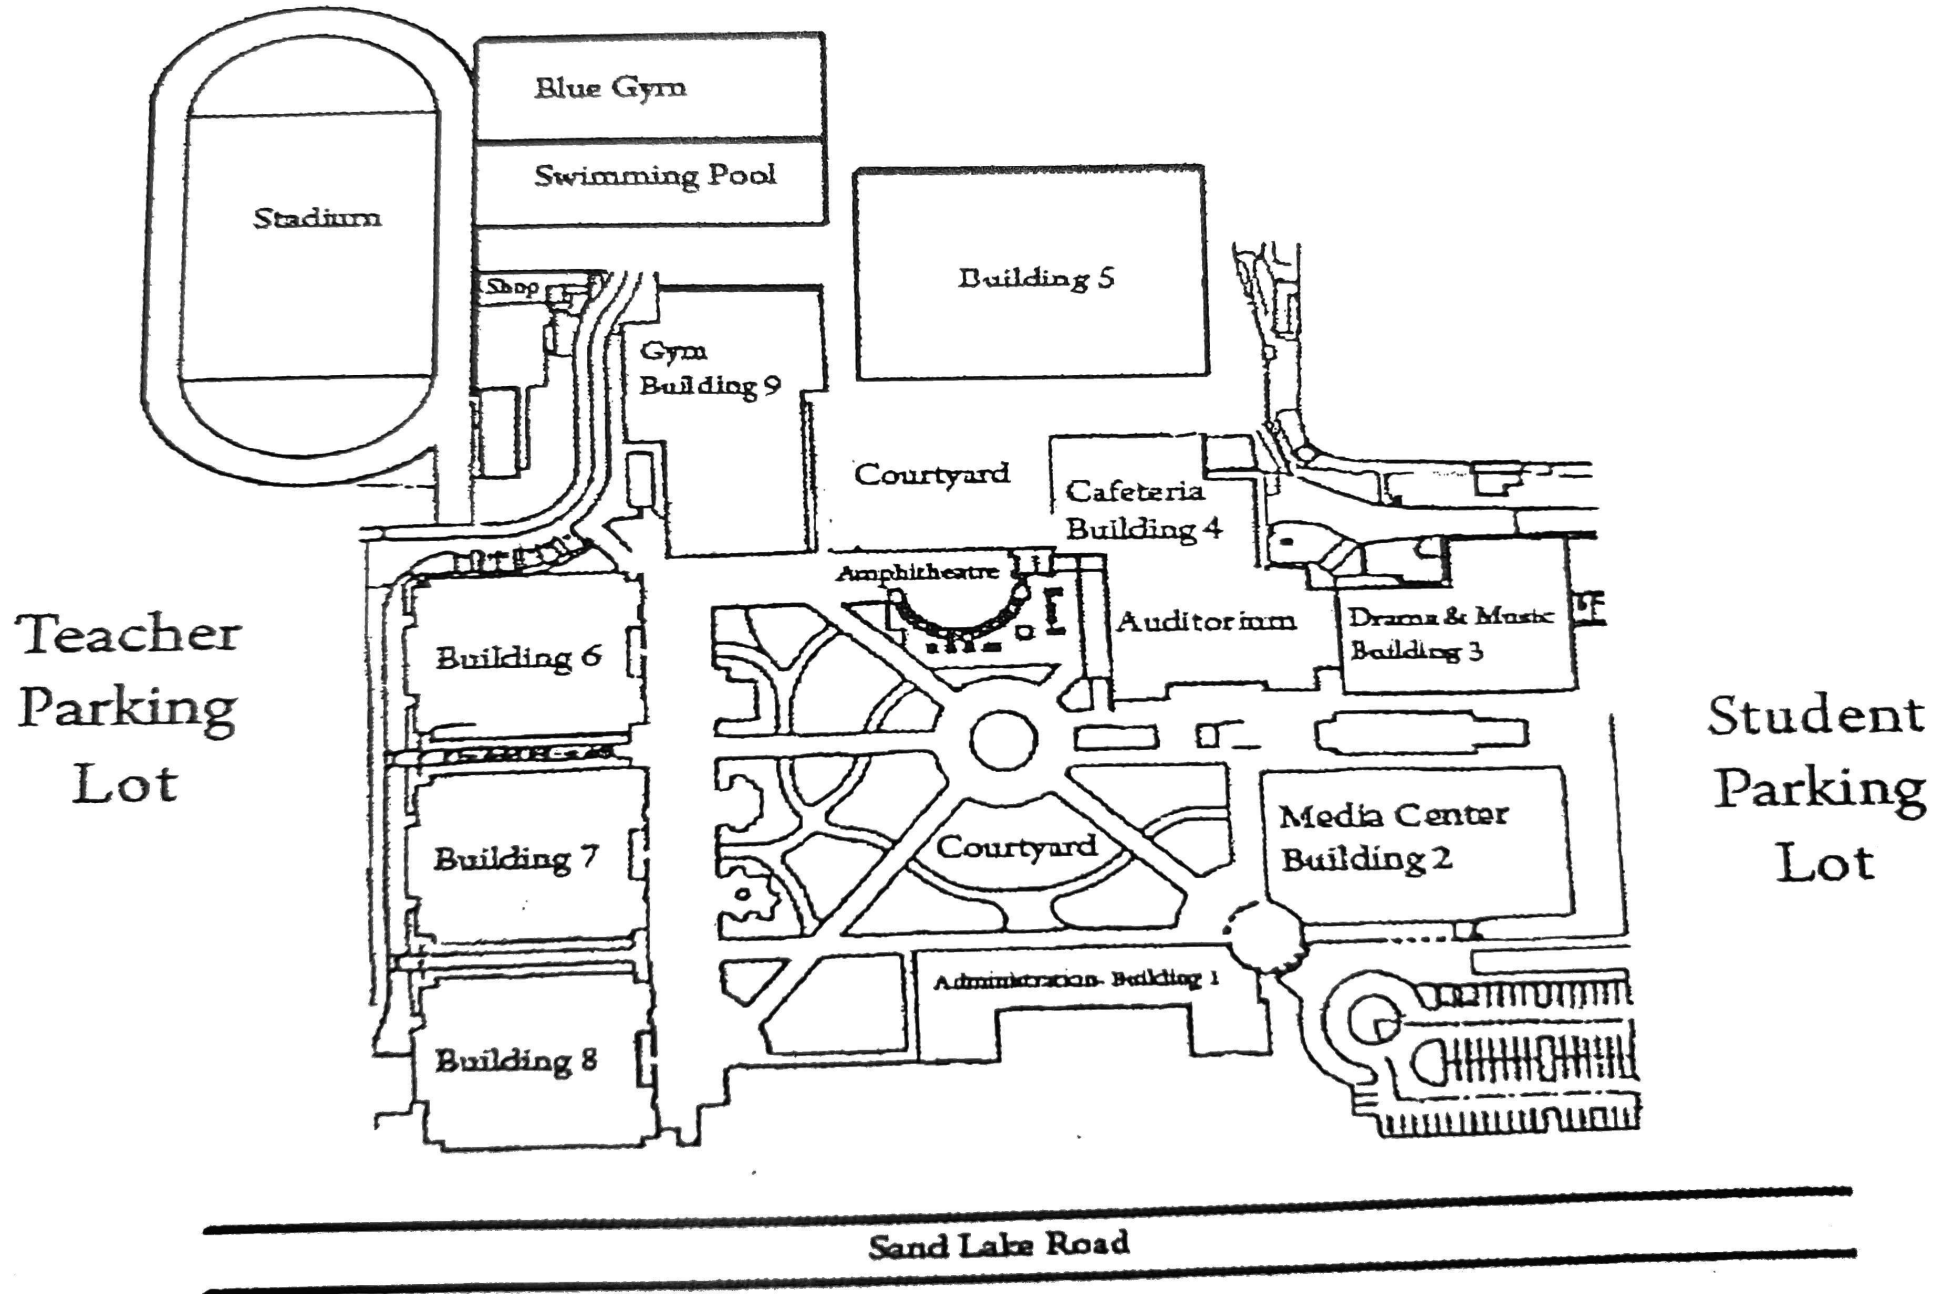 Blue Gym
Swimming Pool
Stadium
Building 5
Shop
Gym
Building 9
Courtyard
Cafeteria
Building 4
Amphitheatre
Auditorium
Drama & Music
Building 3
Teacher
Parking
Lot
Building 6
Student
Parking
Lot
Building 7
Courtyard
Media Center
Building 2
Administration- Building 1
Building 8
Sand Lake Road